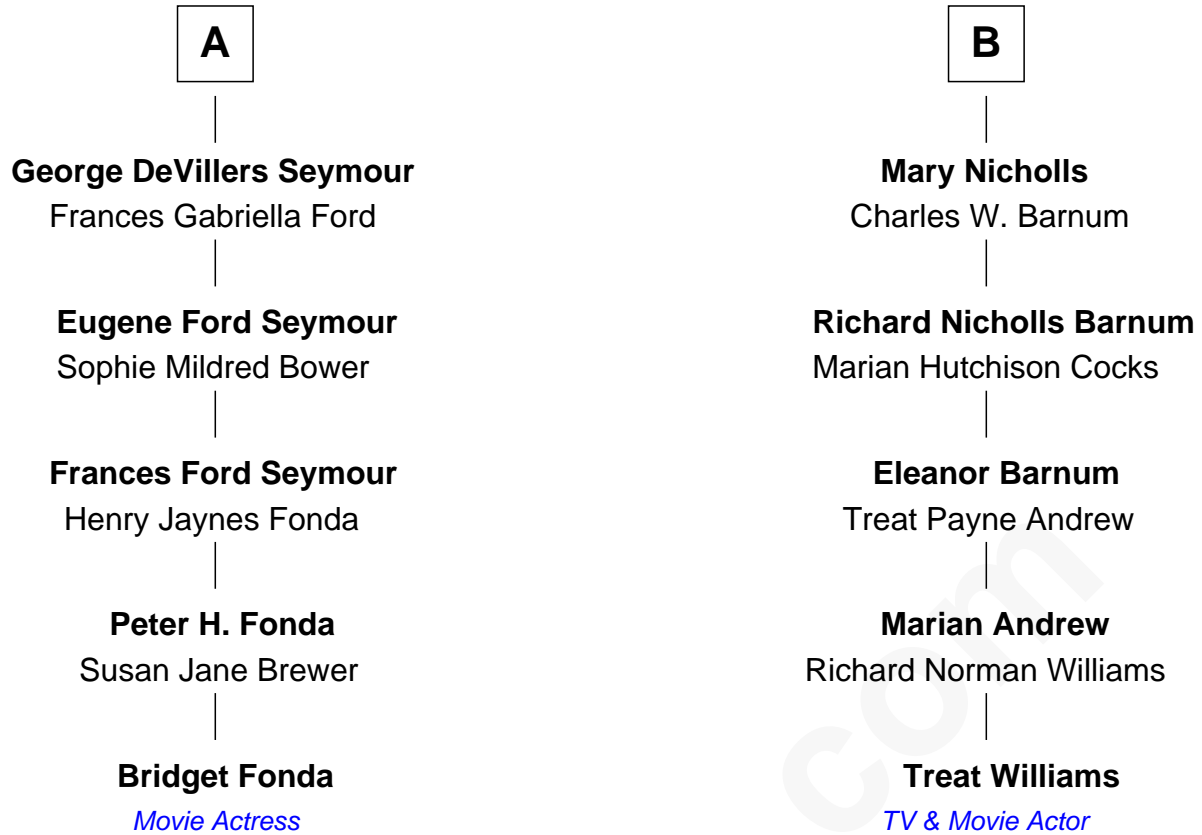 A
George DeVillers Seymour
Frances Gabriella Ford
Eugene Ford Seymour
Sophie Mildred Bower
Frances Ford Seymour
Henry Jaynes Fonda
Peter H. Fonda
Susan Jane Brewer
Bridget Fonda
Movie Actress
B
Mary Nicholls
Charles W. Barnum
Richard Nicholls Barnum
Marian Hutchison Cocks
Eleanor Barnum
Treat Payne Andrew
Marian Andrew
Richard Norman Williams
Treat Williams
TV & Movie Actor
com